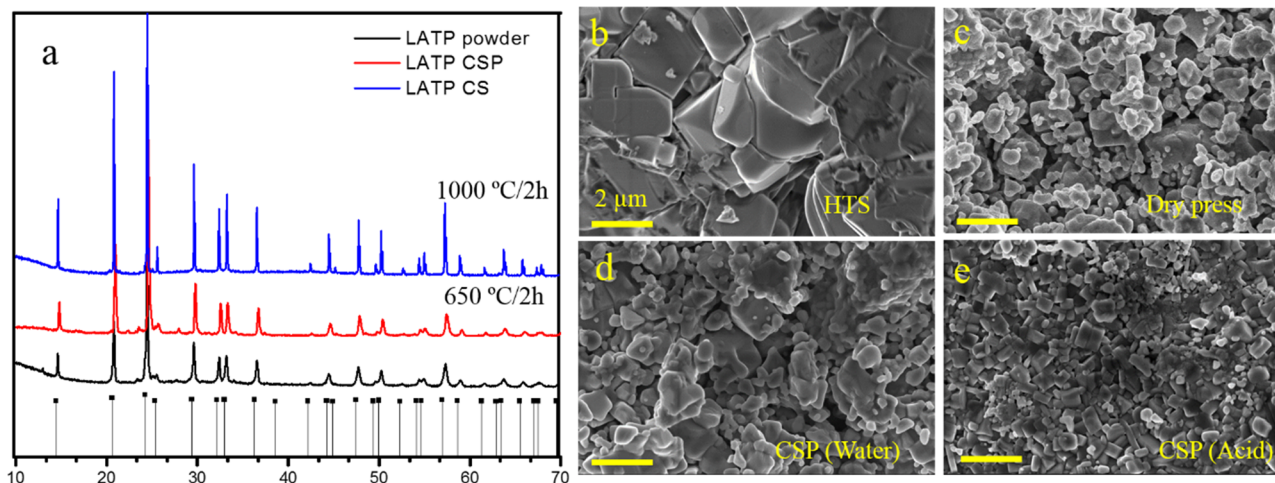 a
LATP powder
LATP CSP
LATP CS
1000 ºC/2h
650 ºC/2h
10 20 30 40 50 60 70
b
2 µm
HTS
c
Dry press
d
CSP (Water)
e
CSP (Acid)